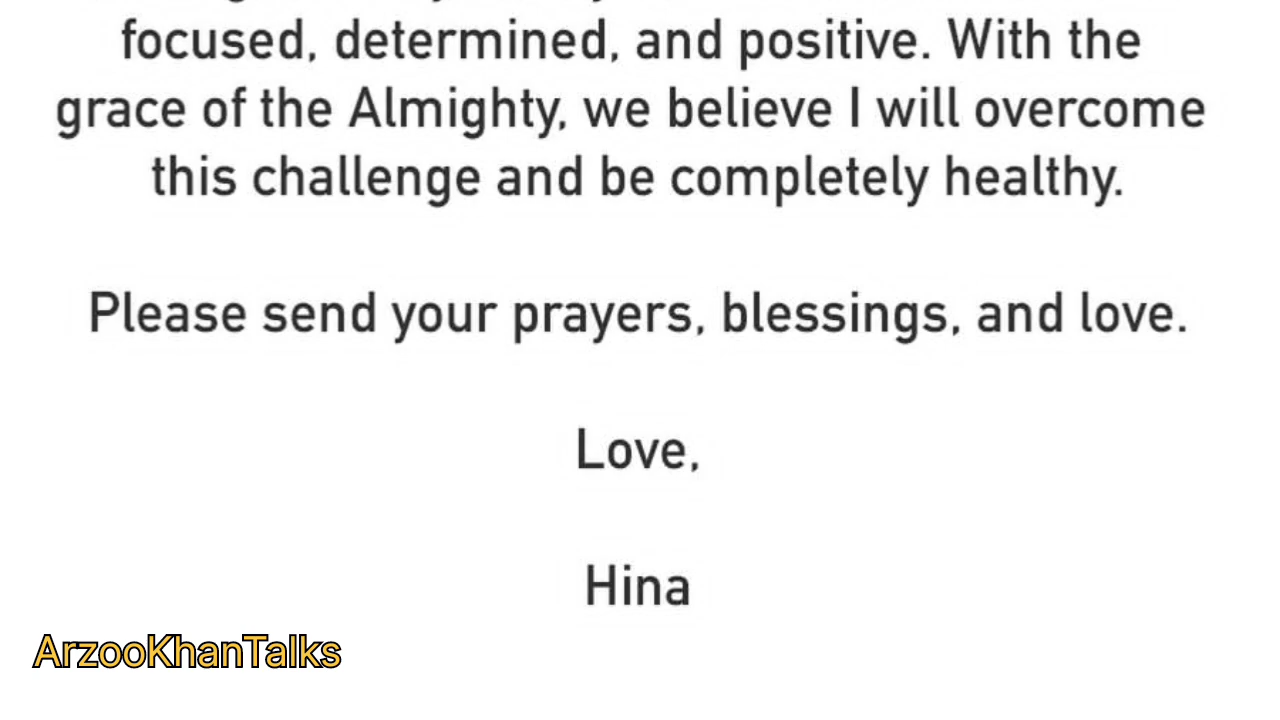 focused, determined, and positive. With the
grace of the Almighty, we believe I will overcome
this challenge and be completely healthy.
Please send your prayers, blessings, and love.
Love,
Hina
ArzooKhanTalks